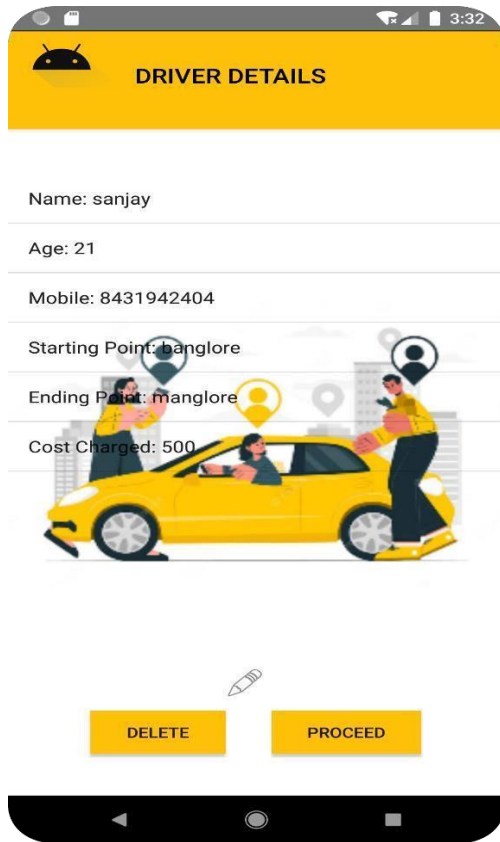 3:32
DRIVER DETAILS
Name: sanjay
Age: 21
Mobile: 8431942404
Starting Point: banglore
Ending Point: manglore
Cost Charged: 500
DELETE
PROCEED